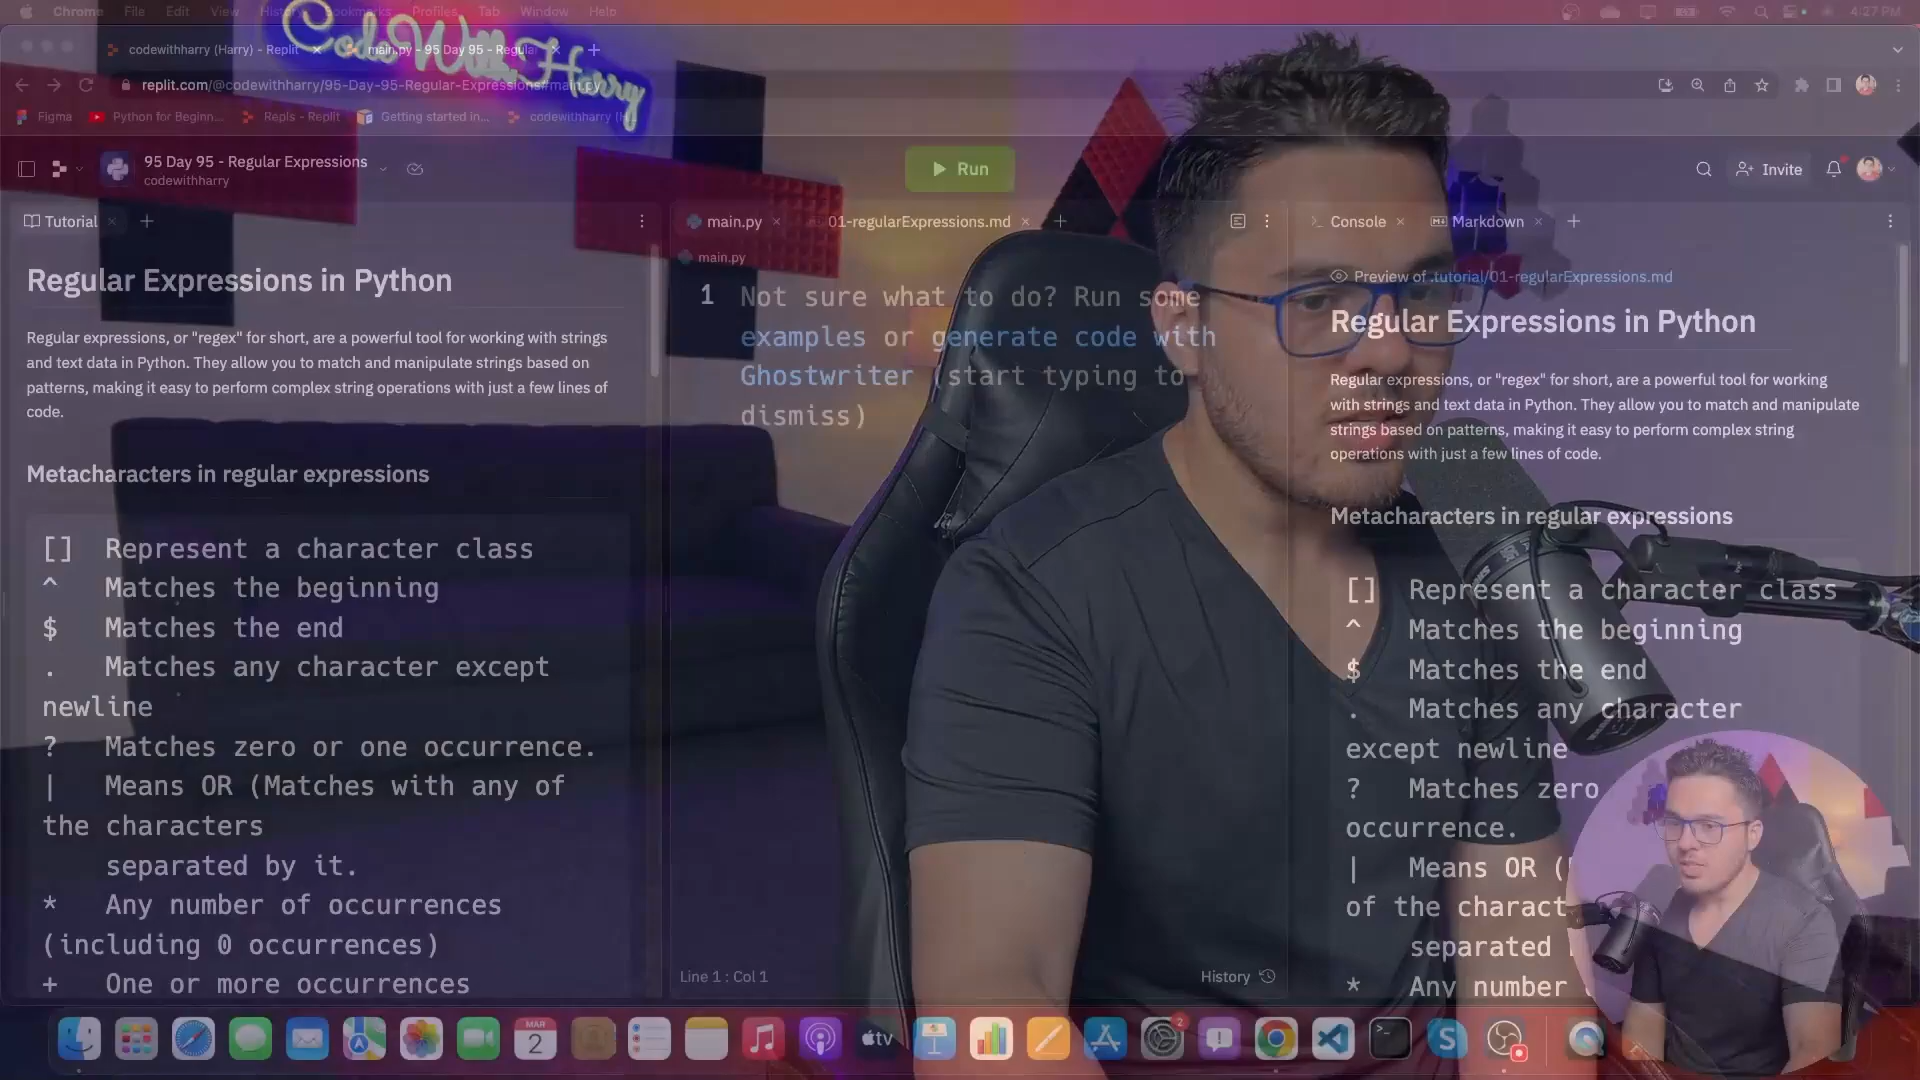 Chrome File Edit View History Bookmarks Profiles Tab Window Help
4:27 PM
CodeWithHarry
codewithharry (Harry) - Replit
main.py - 95 Day 95 - Regular
replit.com/@codewithharry/95-Day-95-Regular-Expressions#main.py
Figma
Python for Beginn...
Repls - Replit
Getting started in...
codewithharry (H...
95 Day 95 - Regular Expressions
codewithharry
Run
Invite
Tutorial
Regular Expressions in Python
Regular expressions, or "regex" for short, are a powerful tool for working with strings
and text data in Python. They allow you to match and manipulate strings based on
patterns, making it easy to perform complex string operations with just a few lines of
code.
Metacharacters in regular expressions
[] Represent a character class
^ Matches the beginning
$ Matches the end
. Matches any character except
newline
? Matches zero or one occurrence.
| Means OR (Matches with any of
the characters
separated by it.
* Any number of occurrences
(including 0 occurrences)
+ One or more occurrences
main.py
01-regularExpressions.md
main.py
1 Not sure what to do? Run some
examples or generate code with
Ghostwriter (start typing to
dismiss)
Line 1 : Col 1
History
Console
Markdown
Preview of .tutorial/01-regularExpressions.md
Regular Expressions in Python
Regular expressions, or "regex" for short, are a powerful tool for working
with strings and text data in Python. They allow you to match and manipulate
strings based on patterns, making it easy to perform complex string
operations with just a few lines of code.
Metacharacters in regular expressions
[] Represent a character class
^ Matches the beginning
$ Matches the end
. Matches any character
except newline
? Matches zero
occurrence.
| Means OR (
of the charact
separated
* Any number
MAR
2
tv
2